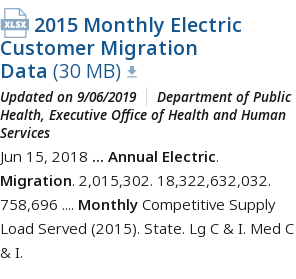 XLSX 2015 Monthly Electric
Customer Migration
Data (30 MB)
Updated on 9/06/2019 Department of Public
Health, Executive Office of Health and Human
Services
Jun 15, 2018 ... Annual Electric.
Migration. 2,015,302. 18,322,632,032.
758,696 .... Monthly Competitive Supply
Load Served (2015). State. Lg C & I. Med C
& I.